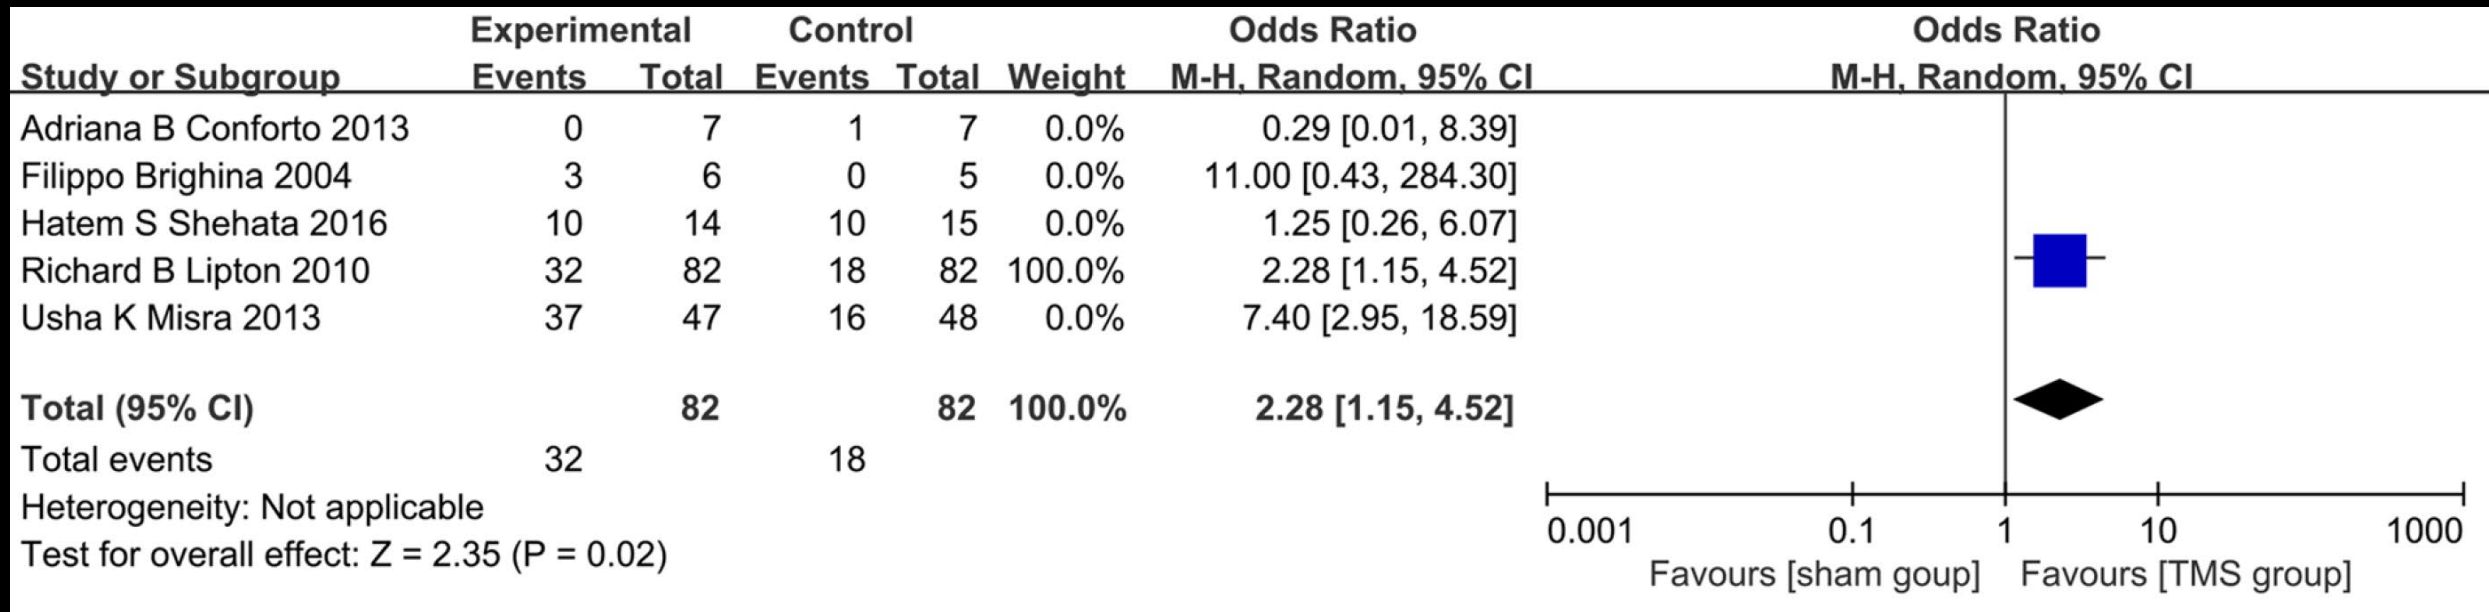 Experimental Control Odds Ratio Odds Ratio
Study or Subgroup Events Total Events Total Weight M-H, Random, 95% CI M-H, Random, 95% CI
Adriana B Conforto 2013 0 7 1 7 0.0% 0.29 [0.01, 8.39]
Filippo Brighina 2004 3 6 0 5 0.0% 11.00 [0.43, 284.30]
Hatem S Shehata 2016 10 14 10 15 0.0% 1.25 [0.26, 6.07]
Richard B Lipton 2010 32 82 18 82 100.0% 2.28 [1.15, 4.52]
Usha K Misra 2013 37 47 16 48 0.0% 7.40 [2.95, 18.59]
Total (95% CI) 82 82 100.0% 2.28 [1.15, 4.52]
Total events 32 18
Heterogeneity: Not applicable
Test for overall effect: Z = 2.35 (P = 0.02)
0.001 0.1 1 10 1000
Favours [sham goup] Favours [TMS group]